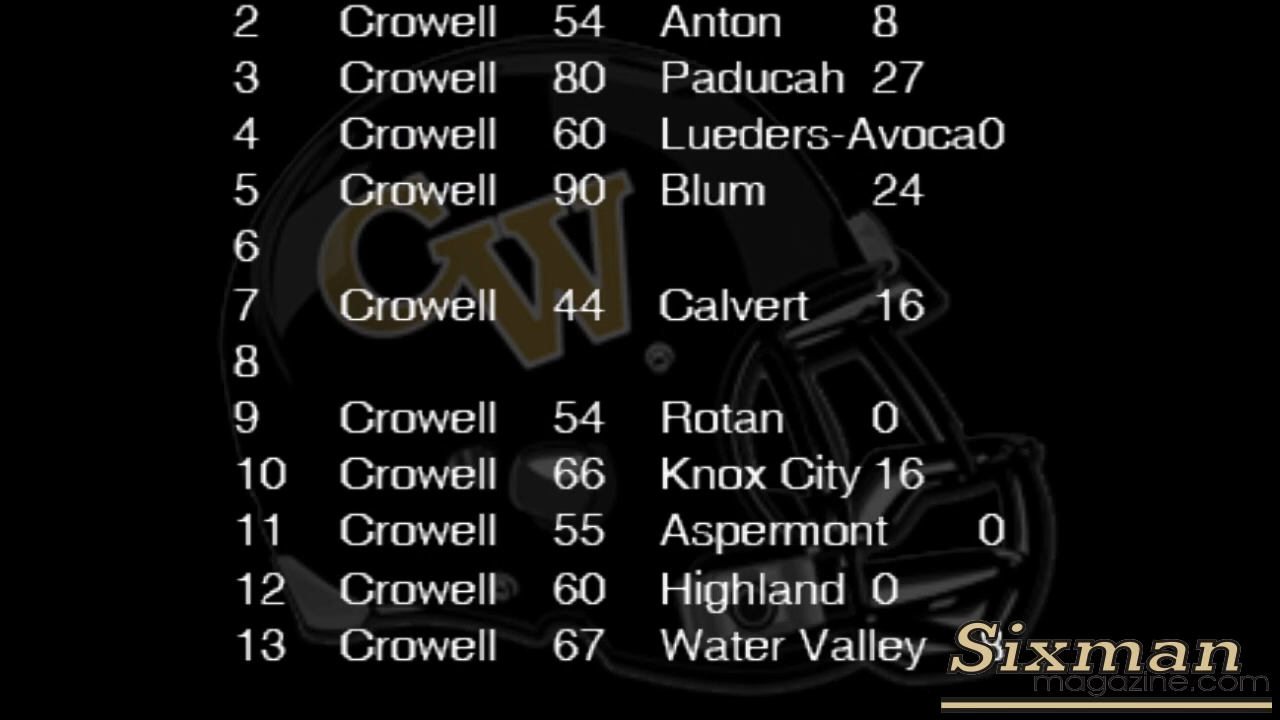 2 Crowell 54 Anton 8
3 Crowell 80 Paducah 27
4 Crowell 60 Lueders-Avoca0
5 Crowell 90 Blum 24
6
7 Crowell 44 Calvert 16
8
9 Crowell 54 Rotan 0
10 Crowell 66 Knox City 16
11 Crowell 55 Aspermont 0
12 Crowell 60 Highland 0
13 Crowell 67 Water Valley
CW
Sixman
magazine.com